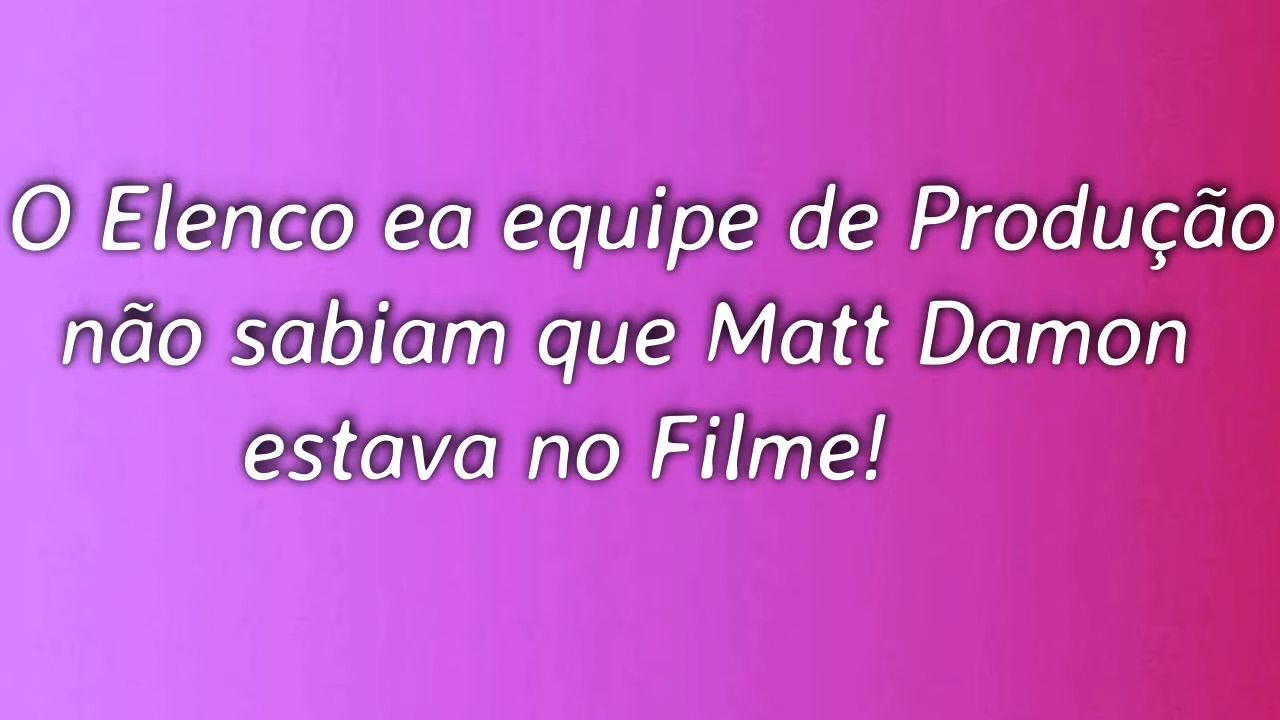 O Elenco ea equipe de Produção
não sabiam que Matt Damon
estava no Filme!